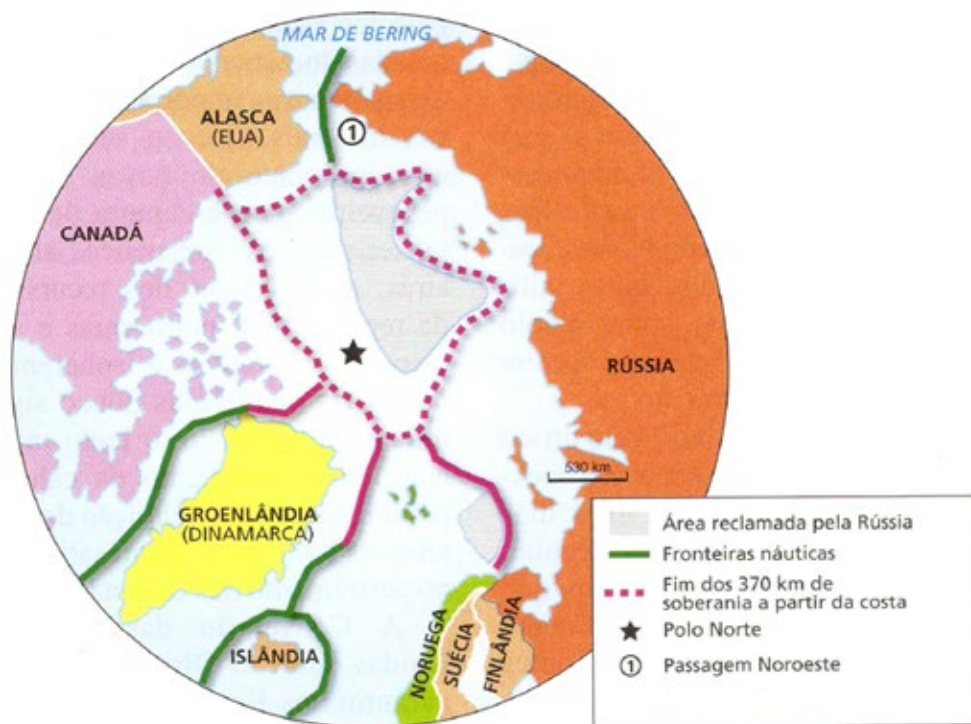 MAR DE BERING
ALASCA
(EUA)
1
CANADÁ
RÚSSIA
530 km
GROENLÂNDIA
(DINAMARCA)
ISLÂNDIA
NORUEGA
SUÉCIA
FINLÂNDIA
Área reclamada pela Rússia
Fronteiras náuticas
Fim dos 370 km de
soberania a partir da costa
Polo Norte
1 Passagem Noroeste